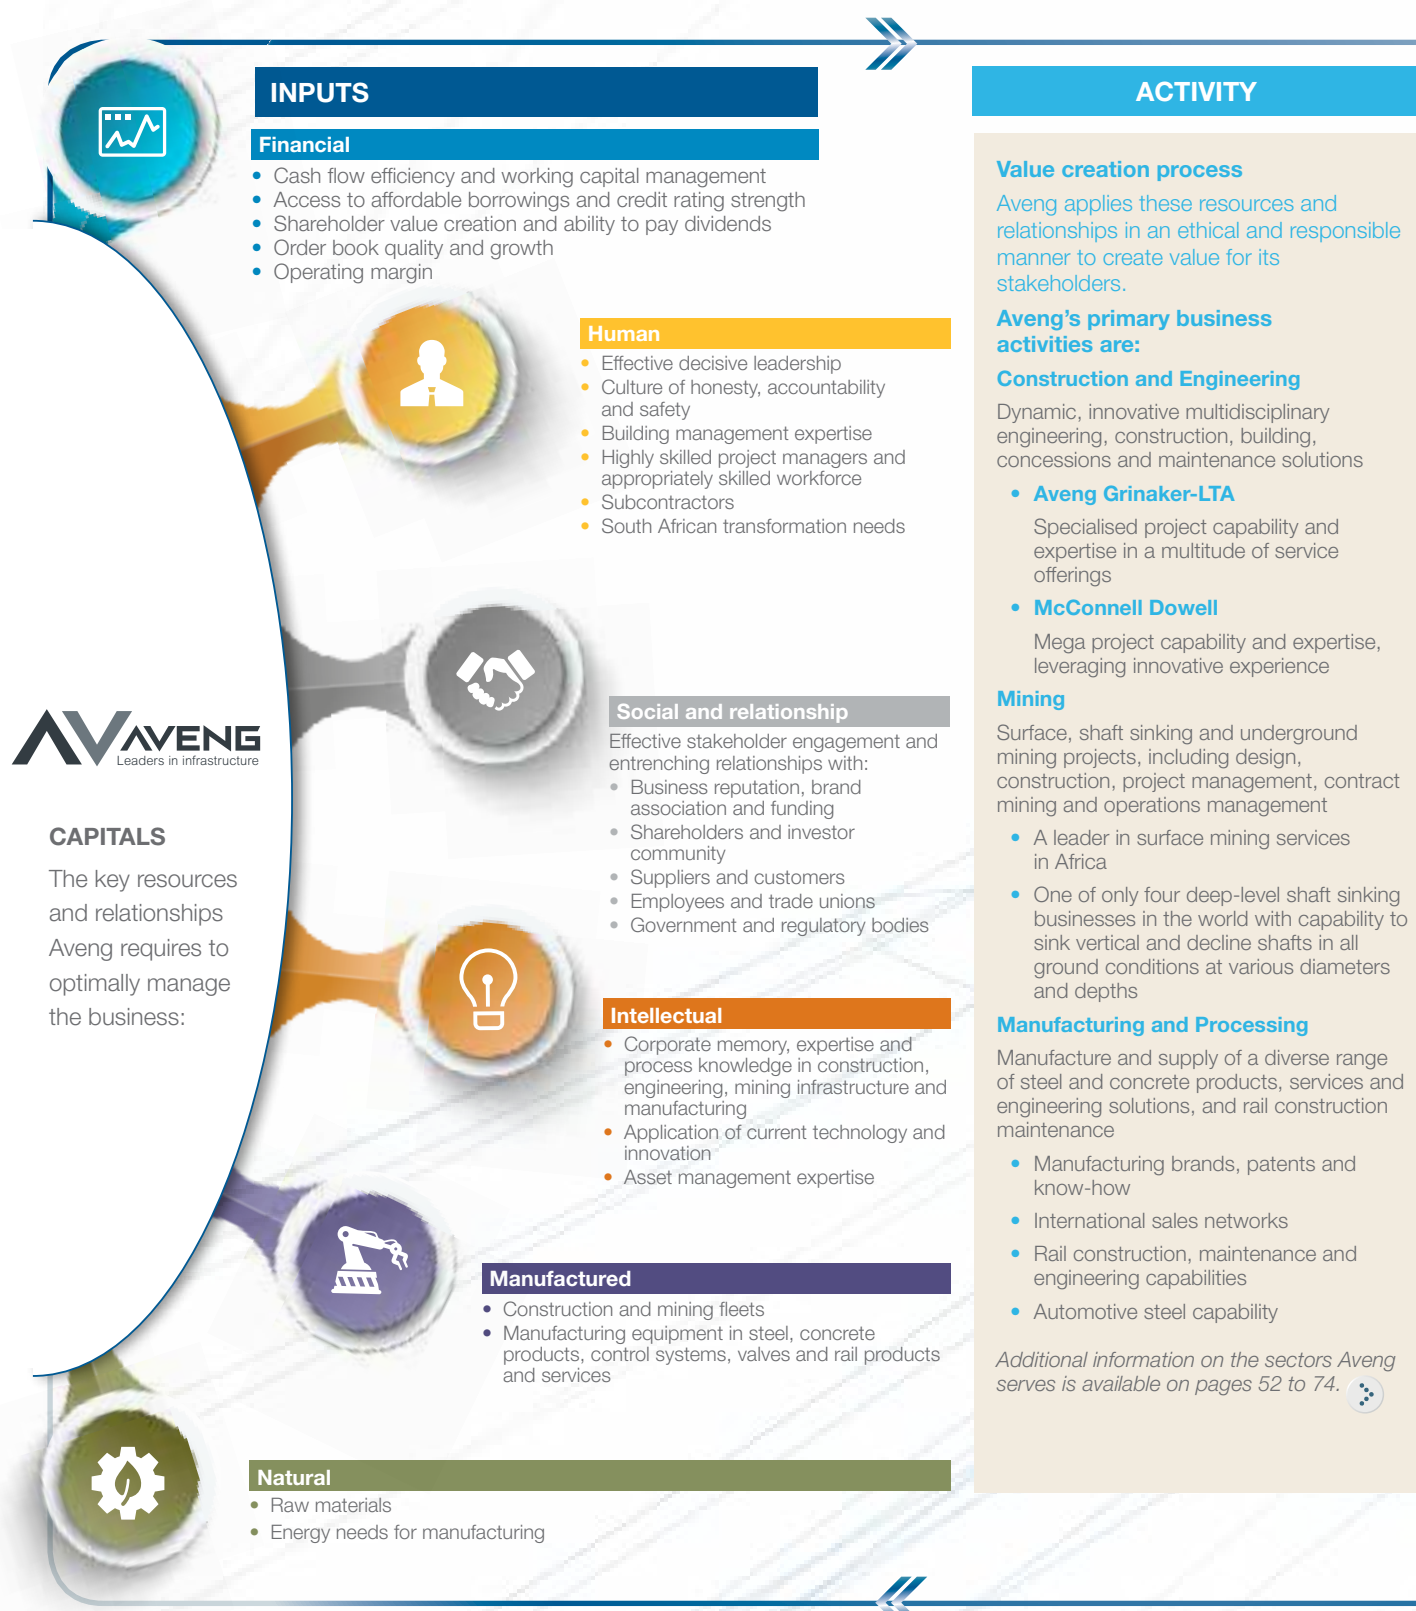 INPUTS
Financial
• Cash flow efficiency and working capital management
• Access to affordable borrowings and credit rating strength
• Shareholder value creation and ability to pay dividends
• Order book quality and growth
• Operating margin
Human
• Effective decisive leadership
• Culture of honesty, accountability
and safety
• Building management expertise
• Highly skilled project managers and
appropriately skilled workforce
• Subcontractors
• South African transformation needs
AVENG
Leaders in infrastructure
CAPITALS
The key resources
and relationships
Aveng requires to
optimally manage
the business:
Social and relationship
Effective stakeholder engagement and
entrenching relationships with:
• Business reputation, brand
association and funding
• Shareholders and investor
community
• Suppliers and customers
• Employees and trade unions
• Government and regulatory bodies
Intellectual
• Corporate memory, expertise and
process knowledge in construction,
engineering, mining infrastructure and
manufacturing
• Application of current technology and
innovation
• Asset management expertise
Manufactured
• Construction and mining fleets
• Manufacturing equipment in steel, concrete
products, control systems, valves and rail products
and services
Natural
• Raw materials
• Energy needs for manufacturing
ACTIVITY
Value creation process
Aveng applies these resources and
relationships in an ethical and responsible
manner to create value for its
stakeholders.
Aveng's primary business
activities are:
Construction and Engineering
Dynamic, innovative multidisciplinary
engineering, construction, building,
concessions and maintenance solutions
• Aveng Grinaker-LTA
Specialised project capability and
expertise in a multitude of service
offerings
• McConnell Dowell
Mega project capability and expertise,
leveraging innovative experience
Mining
Surface, shaft sinking and underground
mining projects, including design,
construction, project management, contract
mining and operations management
• A leader in surface mining services
in Africa
• One of only four deep-level shaft sinking
businesses in the world with capability to
sink vertical and decline shafts in all
ground conditions at various diameters
and depths
Manufacturing and Processing
Manufacture and supply of a diverse range
of steel and concrete products, services and
engineering solutions, and rail construction
maintenance
• Manufacturing brands, patents and
know-how
• International sales networks
• Rail construction, maintenance and
engineering capabilities
• Automotive steel capability
Additional information on the sectors Aveng
serves is available on pages 52 to 74.